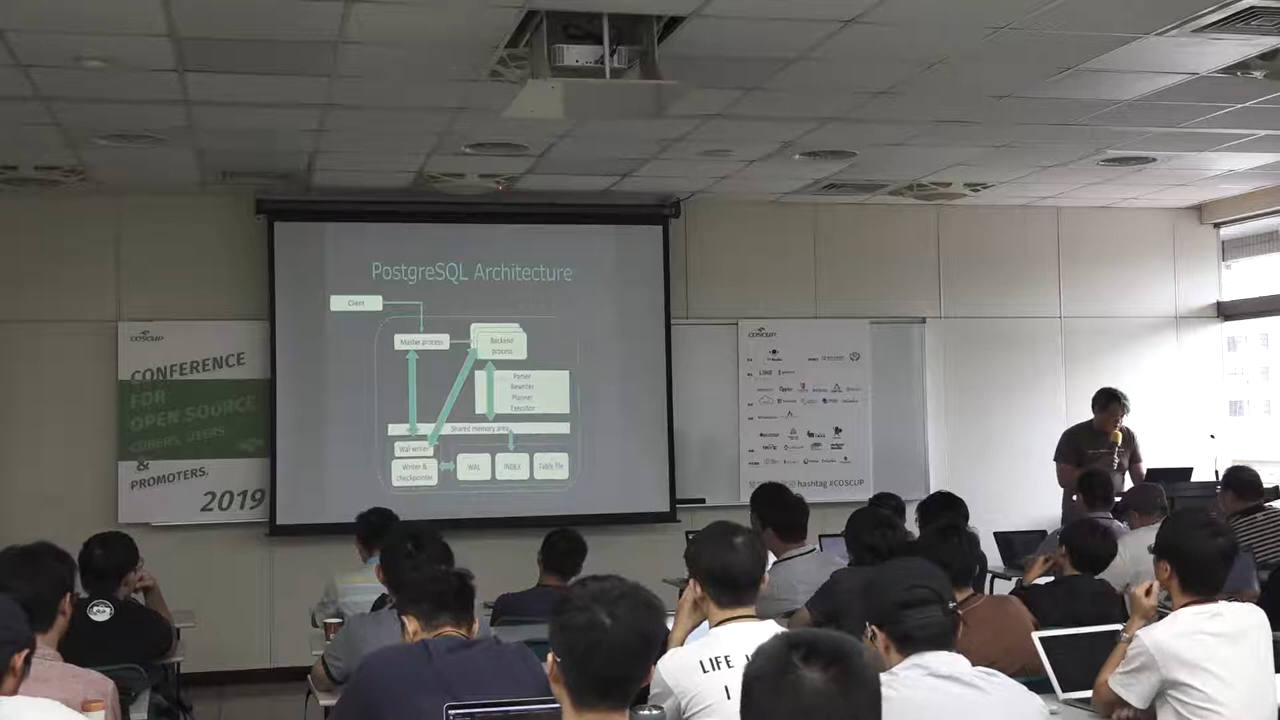 PostgreSQL Architecture
Client
Master process
Backend
process
Parser
Rewriter
Planner
Executor
Shared memory area
Wal writer
Writer &
checkpointer
WAL
INDEX
Table file
COSCUP
CONFERENCE
FOR
OPEN SOURCE
CODERS, USERS
&
PROMOTERS.
2019
COSCUP
hashtag #COSCUP
LIFE
I